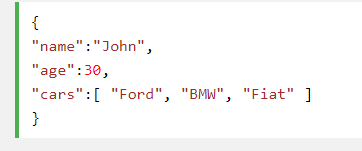 {
"name":"John",
"age":30,
"cars":[ "Ford", "BMW", "Fiat" ]
}